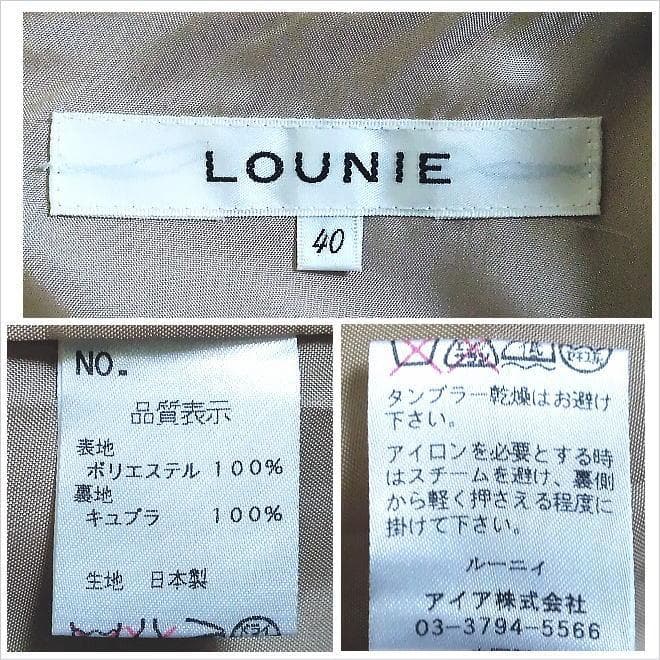 LOUNIE
40
NO.
品質表示
表地
ポリエステル 100%
裏地
キュプラ 100%
生地 日本製
タンブラー乾燥はお避け
下さい。
アイロンを必要とする時
はスチームを避け、裏側
から軽く押さえる程度に
掛けて下さい。
ルーニィ
アイア株式会社
03-3794-5566